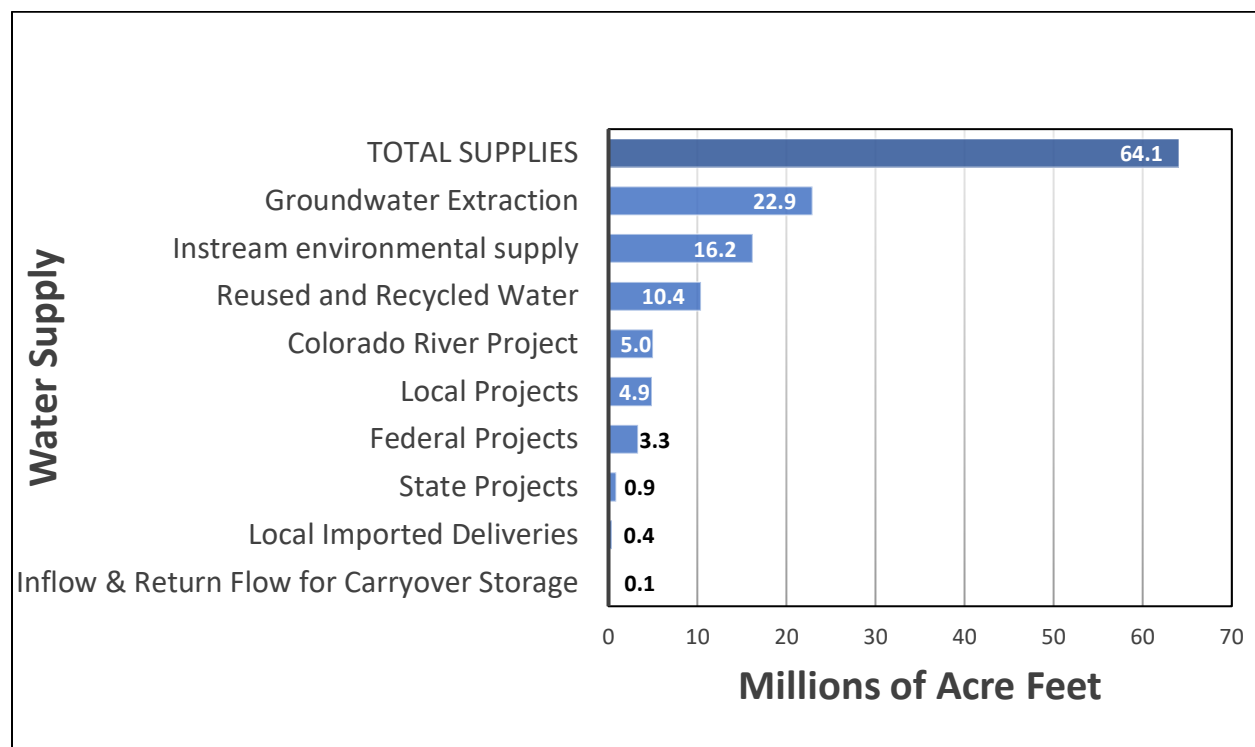 Water Supply
TOTAL SUPPLIES 64.1
Groundwater Extraction 22.9
Instream environmental supply 16.2
Reused and Recycled Water 10.4
Colorado River Project 5.0
Local Projects 4.9
Federal Projects 3.3
State Projects 0.9
Local Imported Deliveries 0.4
Inflow & Return Flow for Carryover Storage 0.1
0 10 20 30 40 50 60 70
Millions of Acre Feet